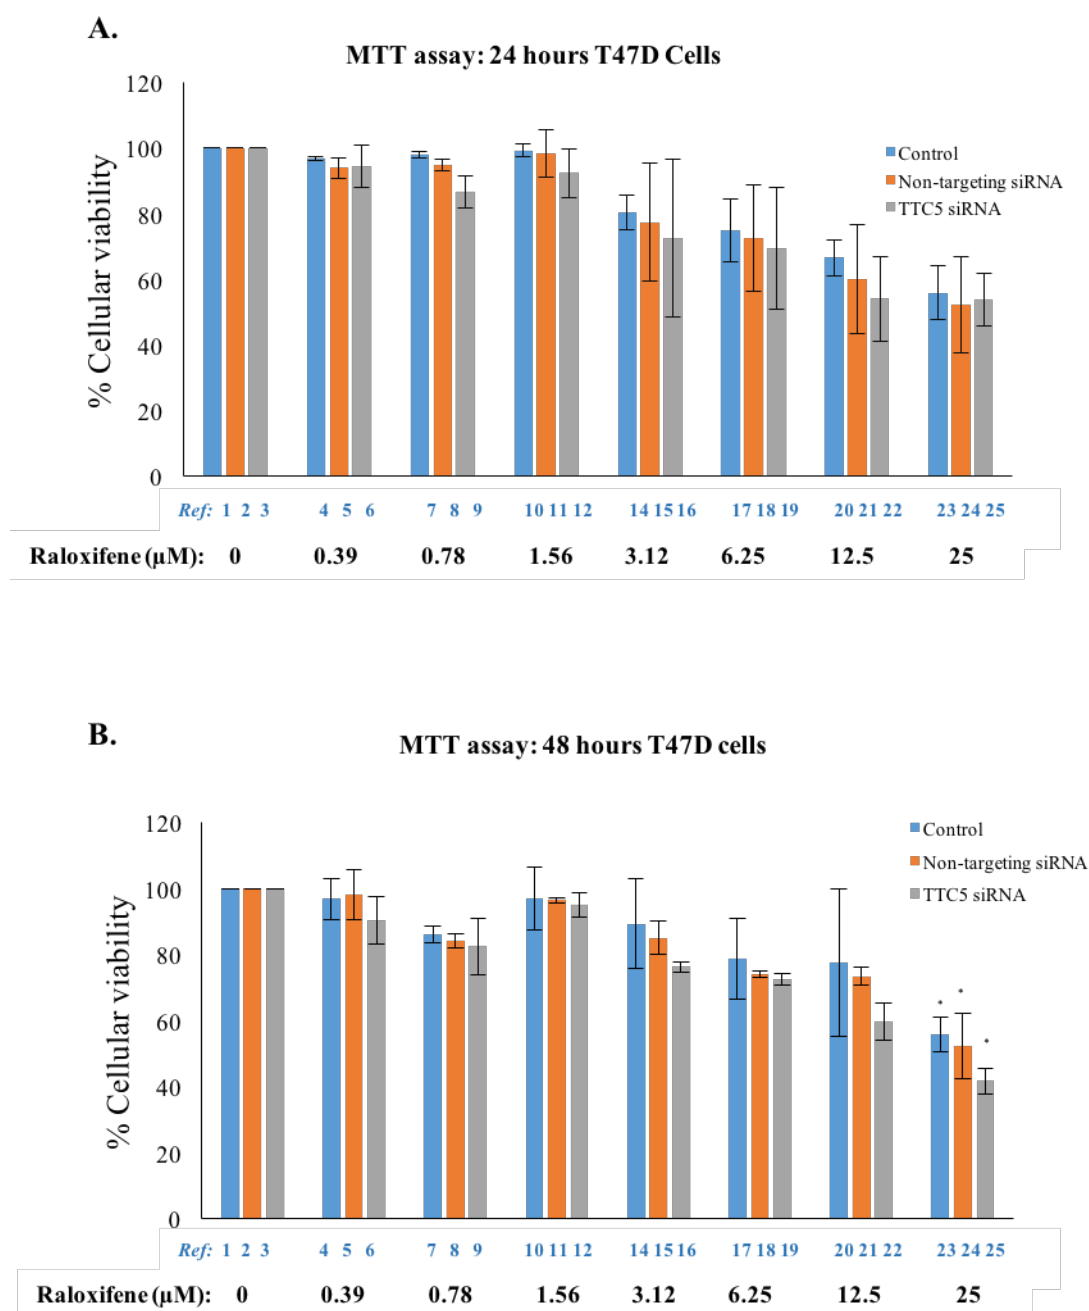 A.
MTT assay: 24 hours T47D Cells
120
100
80
60
40
20
0
% Cellular viability
Control
Non-targeting siRNA
TTC5 siRNA
Ref: 1 2 3 4 5 6 7 8 9 10 11 12 14 15 16 17 18 19 20 21 22 23 24 25
Raloxifene (µM): 0 0.39 0.78 1.56 3.12 6.25 12.5 25
B.
MTT assay: 48 hours T47D cells
120
100
80
60
40
20
0
% Cellular viability
Control
Non-targeting siRNA
TTC5 siRNA
* * *
Ref: 1 2 3 4 5 6 7 8 9 10 11 12 14 15 16 17 18 19 20 21 22 23 24 25
Raloxifene (µM): 0 0.39 0.78 1.56 3.12 6.25 12.5 25